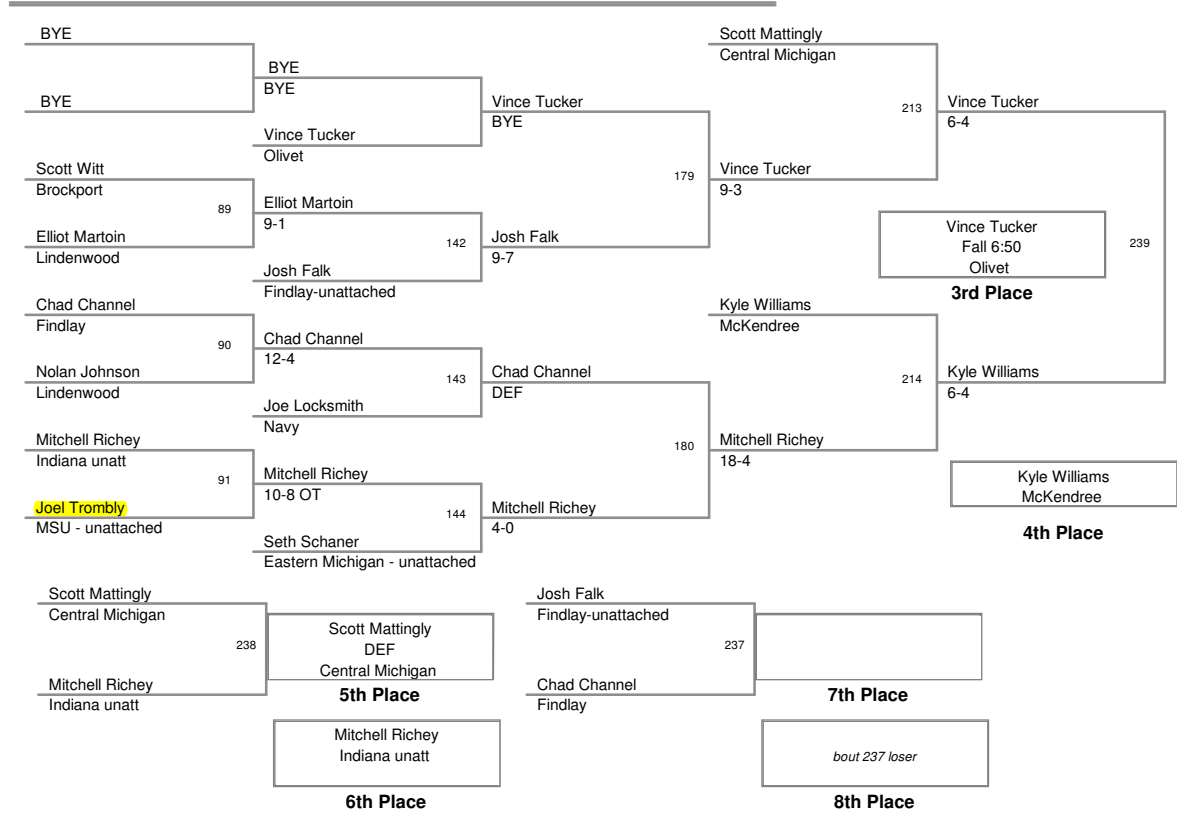 BYE
BYE
BYE
BYE
Vince Tucker
Olivet
Vince Tucker
BYE
Scott Witt
Brockport
89
Elliot Martoin
Lindenwood
Elliot Martoin
9-1
142
Josh Falk
Findlay-unattached
Josh Falk
9-7
179
Vince Tucker
9-3
Scott Mattingly
Central Michigan
213
Vince Tucker
6-4
Chad Channel
Findlay
90
Nolan Johnson
Lindenwood
Chad Channel
12-4
143
Joe Locksmith
Navy
Chad Channel
DEF
Mitchell Richey
Indiana unatt
91
Joel Trombly
MSU - unattached
Mitchell Richey
10-8 OT
144
Seth Schaner
Eastern Michigan - unattached
Mitchell Richey
4-0
180
Mitchell Richey
18-4
Kyle Williams
McKendree
214
Kyle Williams
6-4
239
Vince Tucker
Fall 6:50
Olivet
3rd Place
Kyle Williams
McKendree
4th Place
Scott Mattingly
Central Michigan
238
Mitchell Richey
Indiana unatt
Scott Mattingly
DEF
Central Michigan
5th Place
Mitchell Richey
Indiana unatt
6th Place
Josh Falk
Findlay-unattached
237
Chad Channel
Findlay
7th Place
bout 237 loser
8th Place